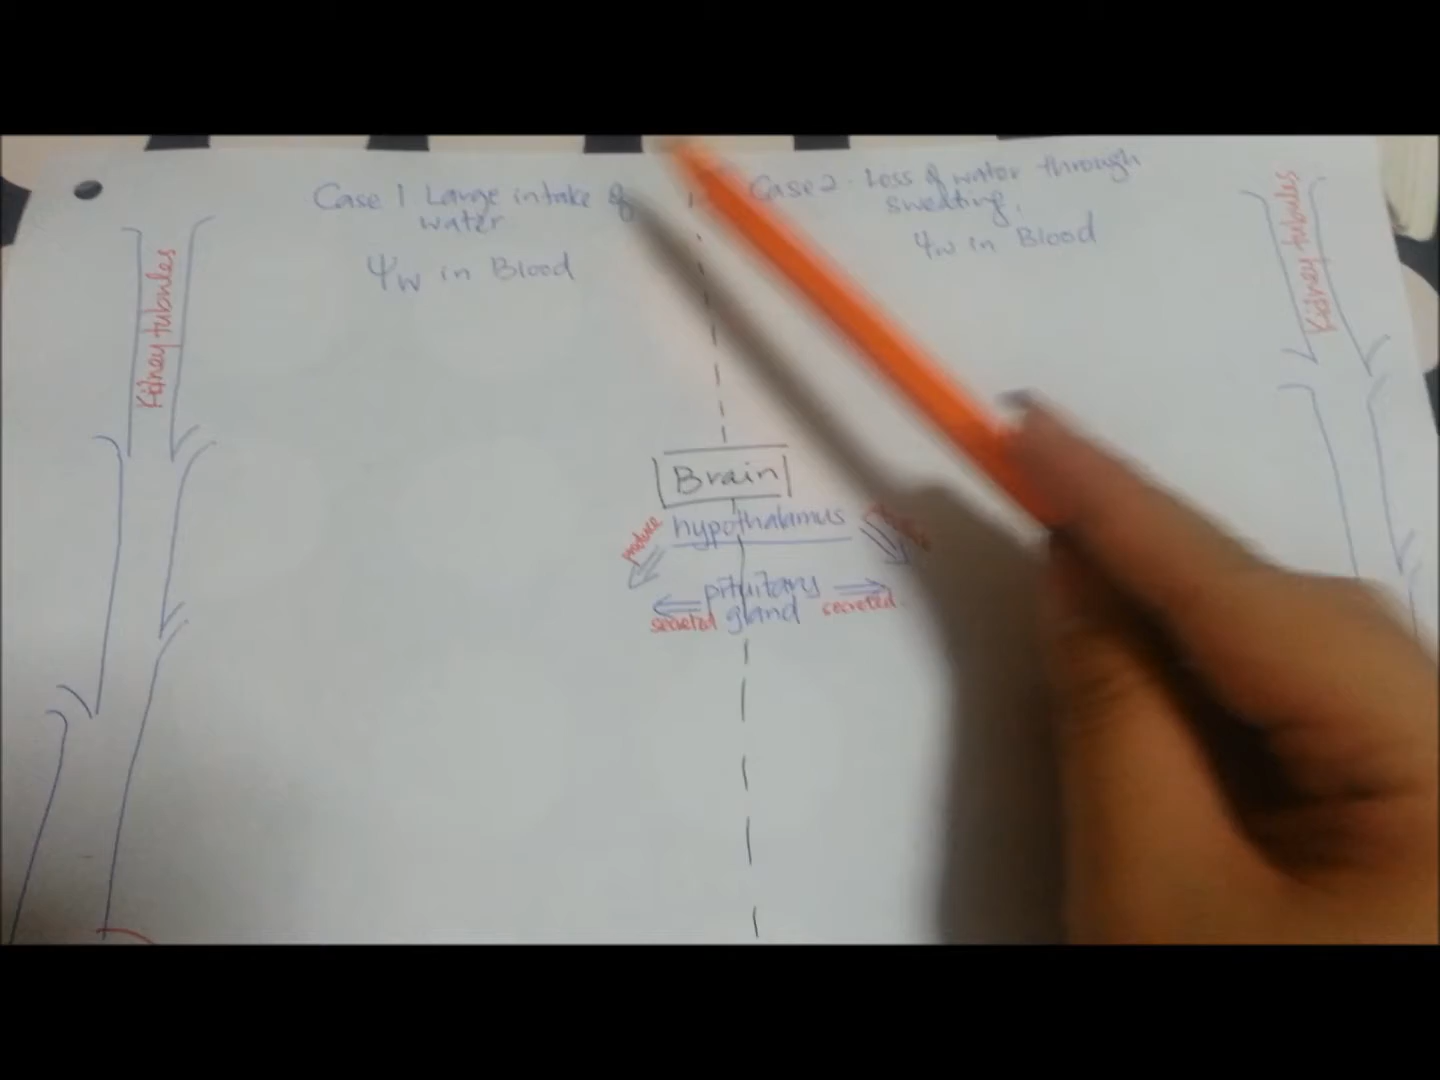 Case 1 Large intake of
water
Ψw in Blood
Case 2. Loss of water through
sweating.
Ψw in Blood
Kidney tubules
Kidney tubules
Brain
hypothalamus
produce
pituitary
gland
secreted
secreted